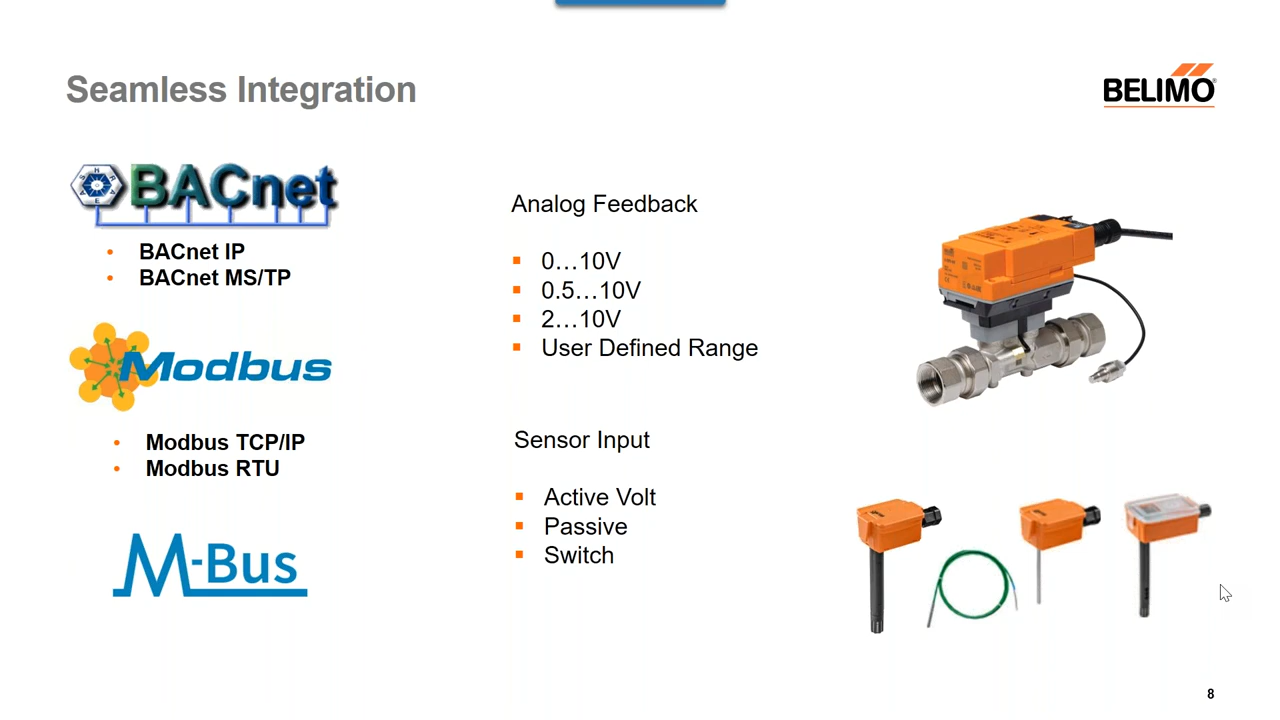 Seamless Integration
BELIMO
ASHRAE
BACnet
• BACnet IP
• BACnet MS/TP
Modbus
• Modbus TCP/IP
• Modbus RTU
M-Bus
Analog Feedback
▪ 0…10V
▪ 0.5…10V
▪ 2…10V
▪ User Defined Range
Sensor Input
▪ Active Volt
▪ Passive
▪ Switch
8